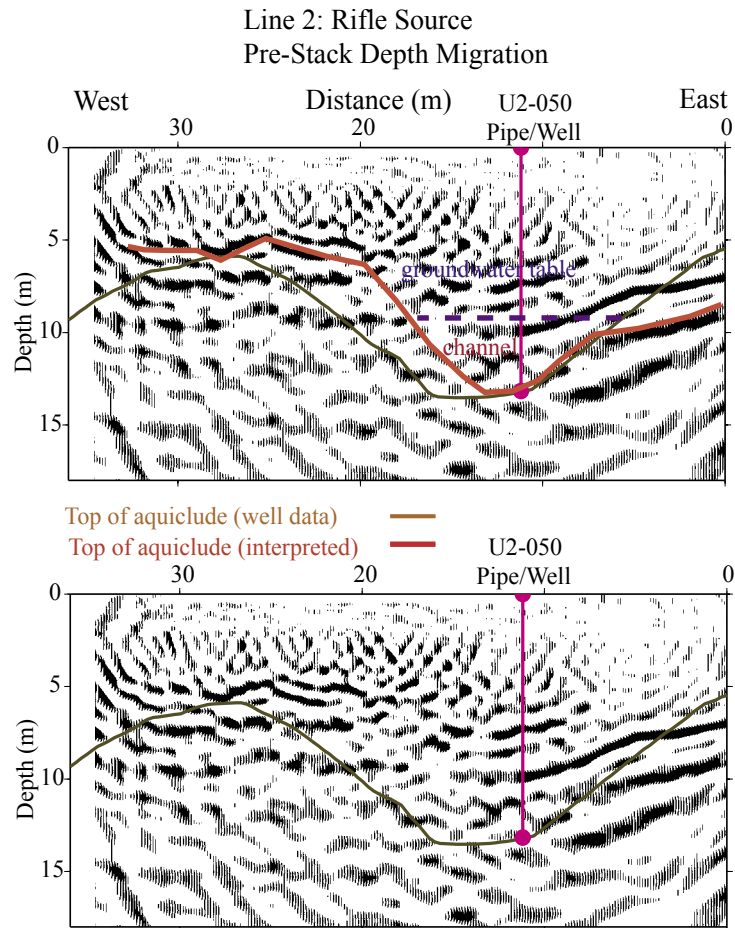 Line 2: Rifle Source
Pre-Stack Depth Migration
West
Distance (m)
U2-050
Pipe/Well
East
30
20
0
0
5
10
15
Depth (m)
groundwater table
channel
Top of aquiclude (well data)
Top of aquiclude (interpreted)
U2-050
Pipe/Well
30
20
0
0
5
10
15
Depth (m)